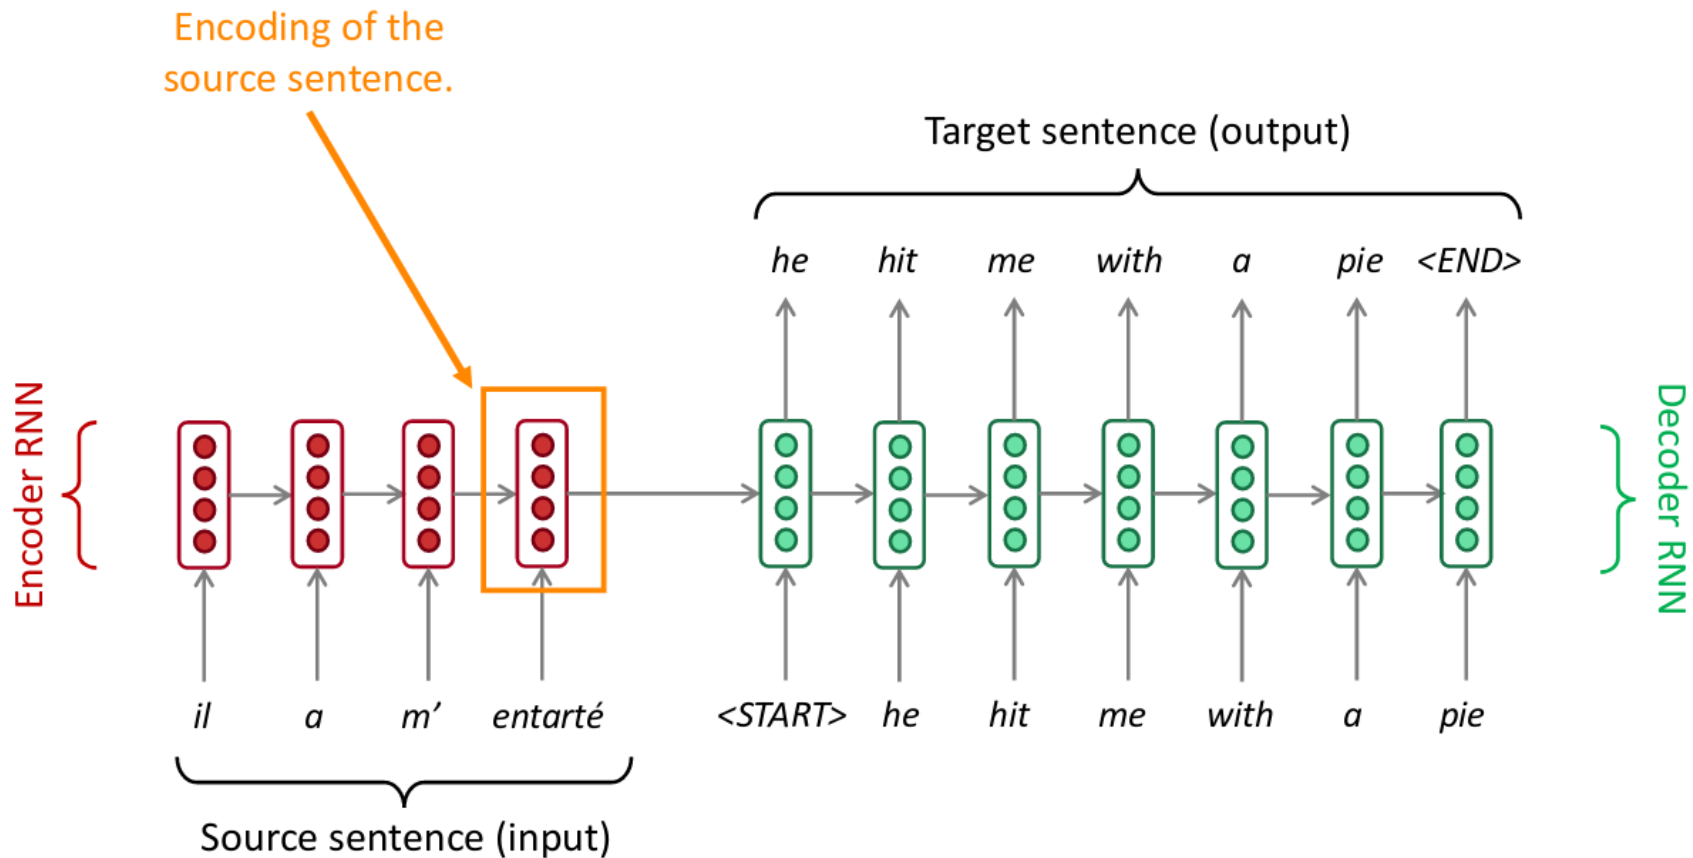 Encoding of the
source sentence.
Target sentence (output)
he hit me with a pie <END>
Encoder RNN
Decoder RNN
il a m’ entarté <START> he hit me with a pie
Source sentence (input)